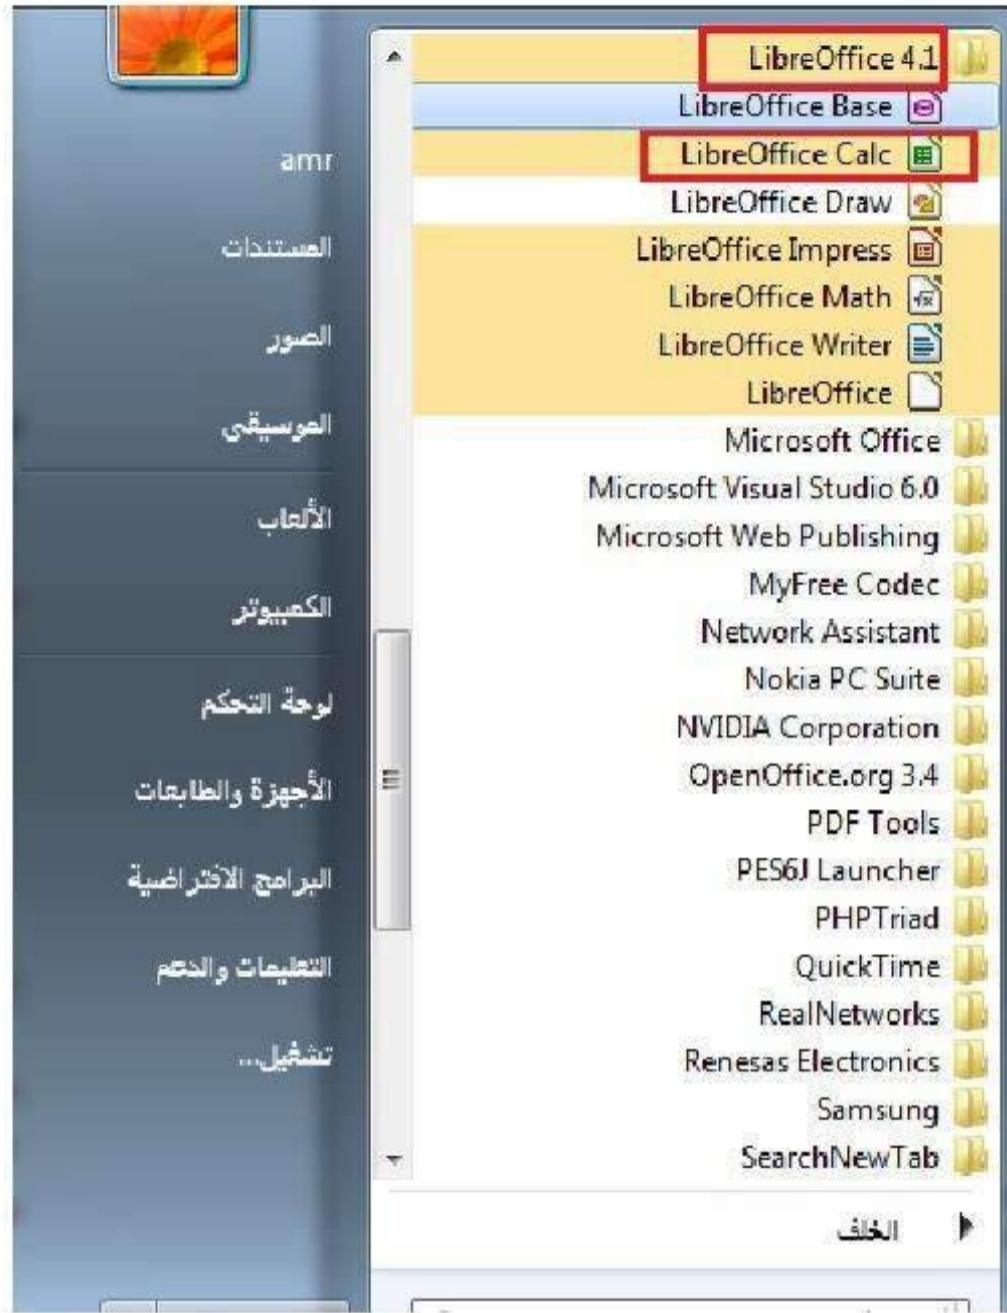 LibreOffice 4.1
LibreOffice Base
LibreOffice Calc
LibreOffice Draw
LibreOffice Impress
LibreOffice Math
LibreOffice Writer
LibreOffice
Microsoft Office
Microsoft Visual Studio 6.0
Microsoft Web Publishing
MyFree Codec
Network Assistant
Nokia PC Suite
NVIDIA Corporation
OpenOffice.org 3.4
PDF Tools
PES6J Launcher
PHPTriad
QuickTime
RealNetworks
Renesas Electronics
Samsung
SearchNewTab
الخلف
amr
المستندات
الصور
الموسيقى
الألعاب
الكمبيوتر
لوحة التحكم
الأجهزة والطابعات
البرامج الافتراضية
التعليمات والدعم
تشغيل...